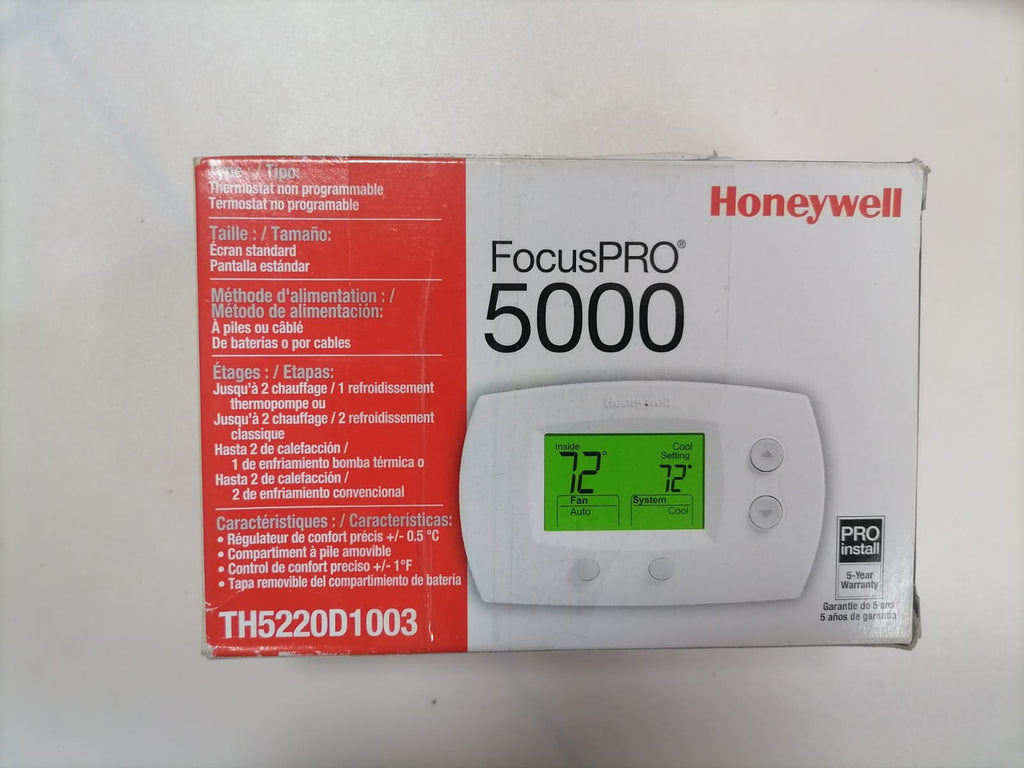 Type : / Tipo:
Thermostat non programmable
Termostat no programable
Taille : / Tamaño:
Écran standard
Pantalla estándar
Méthode d'alimentation : /
Método de alimentación:
À piles ou câblé
De baterías o por cables
Étages : / Etapas:
Jusqu'à 2 chauffage / 1 refroidissement
thermopompe ou
Jusqu'à 2 chauffage / 2 refroidissement
classique
Hasta 2 de calefacción /
1 de enfriamiento bomba térmica o
Hasta 2 de calefacción /
2 de enfriamiento convencional
Caractéristiques : / Características:
• Régulateur de confort précis +/- 0.5 °C
• Compartiment à pile amovible
• Control de confort preciso +/- 1°F
• Tapa removible del compartimiento de batería
TH5220D1003
Honeywell
FocusPRO®
5000
Honeywell
Inside
72°
Cool
Setting
72°
Fan
Auto
System
Cool
PRO
install
5-Year
Warranty
Garantie de 5 ans
5 años de garantía